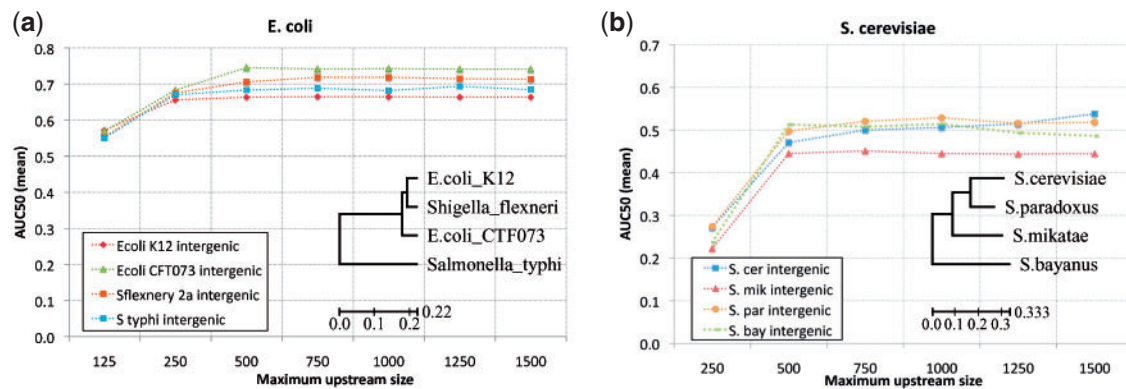 (a)
E. coli
AUC50 (mean)
0.8
0.7
0.6
0.5
0.4
0.3
0.2
0.1
0.0
125 250 500 750 1000 1250 1500
Maximum upstream size
Ecoli K12 intergenic
Ecoli CFT073 intergenic
Sflexnery 2a intergenic
S typhi intergenic
E.coli_K12
Shigella_flexneri
E.coli_CTF073
Salmonella_typhi
0.22
0.0 0.1 0.2
(b)
S. cerevisiae
AUC50 (mean)
0.7
0.6
0.5
0.4
0.3
0.2
0.1
0.0
250 500 750 1000 1250 1500
Maximum upstream size
S. cer intergenic
S. mik intergenic
S. par intergenic
S. bay intergenic
S.cerevisiae
S.paradoxus
S.mikatae
S.bayanus
0.333
0.0 0.1 0.2 0.3